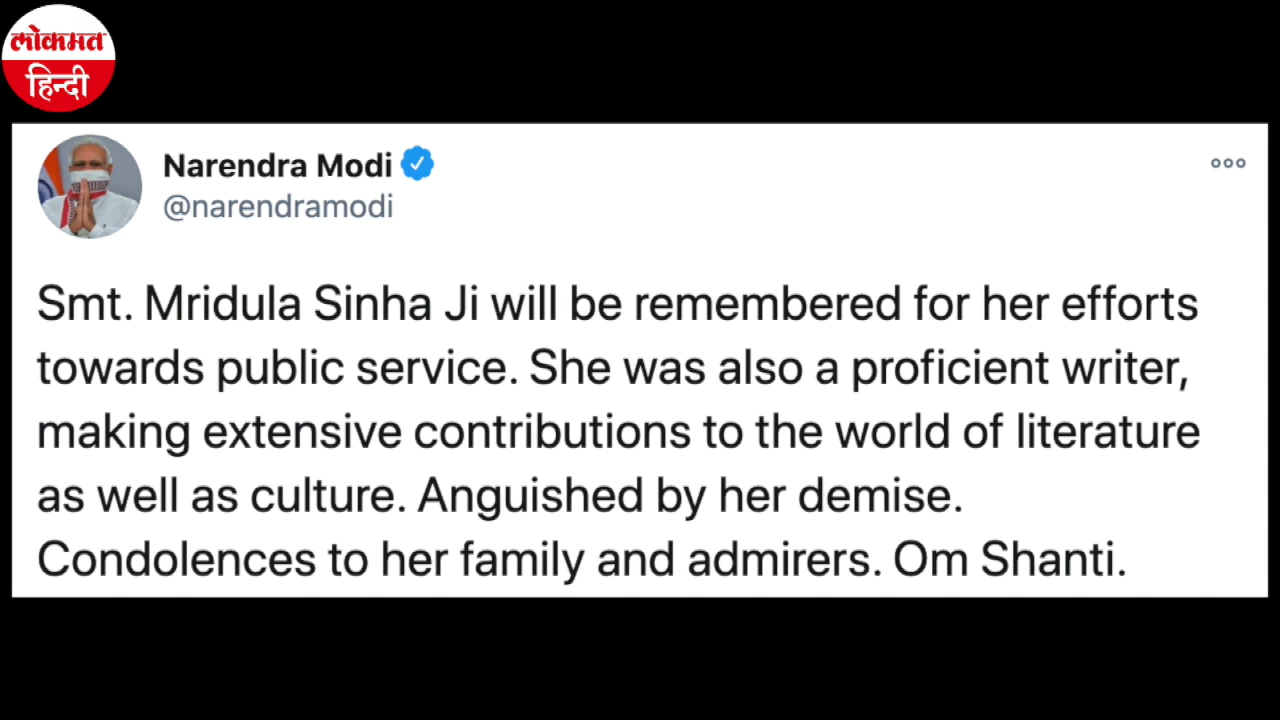 लोकमत
हिन्दी
Narendra Modi
@narendramodi
Smt. Mridula Sinha Ji will be remembered for her efforts
towards public service. She was also a proficient writer,
making extensive contributions to the world of literature
as well as culture. Anguished by her demise.
Condolences to her family and admirers. Om Shanti.